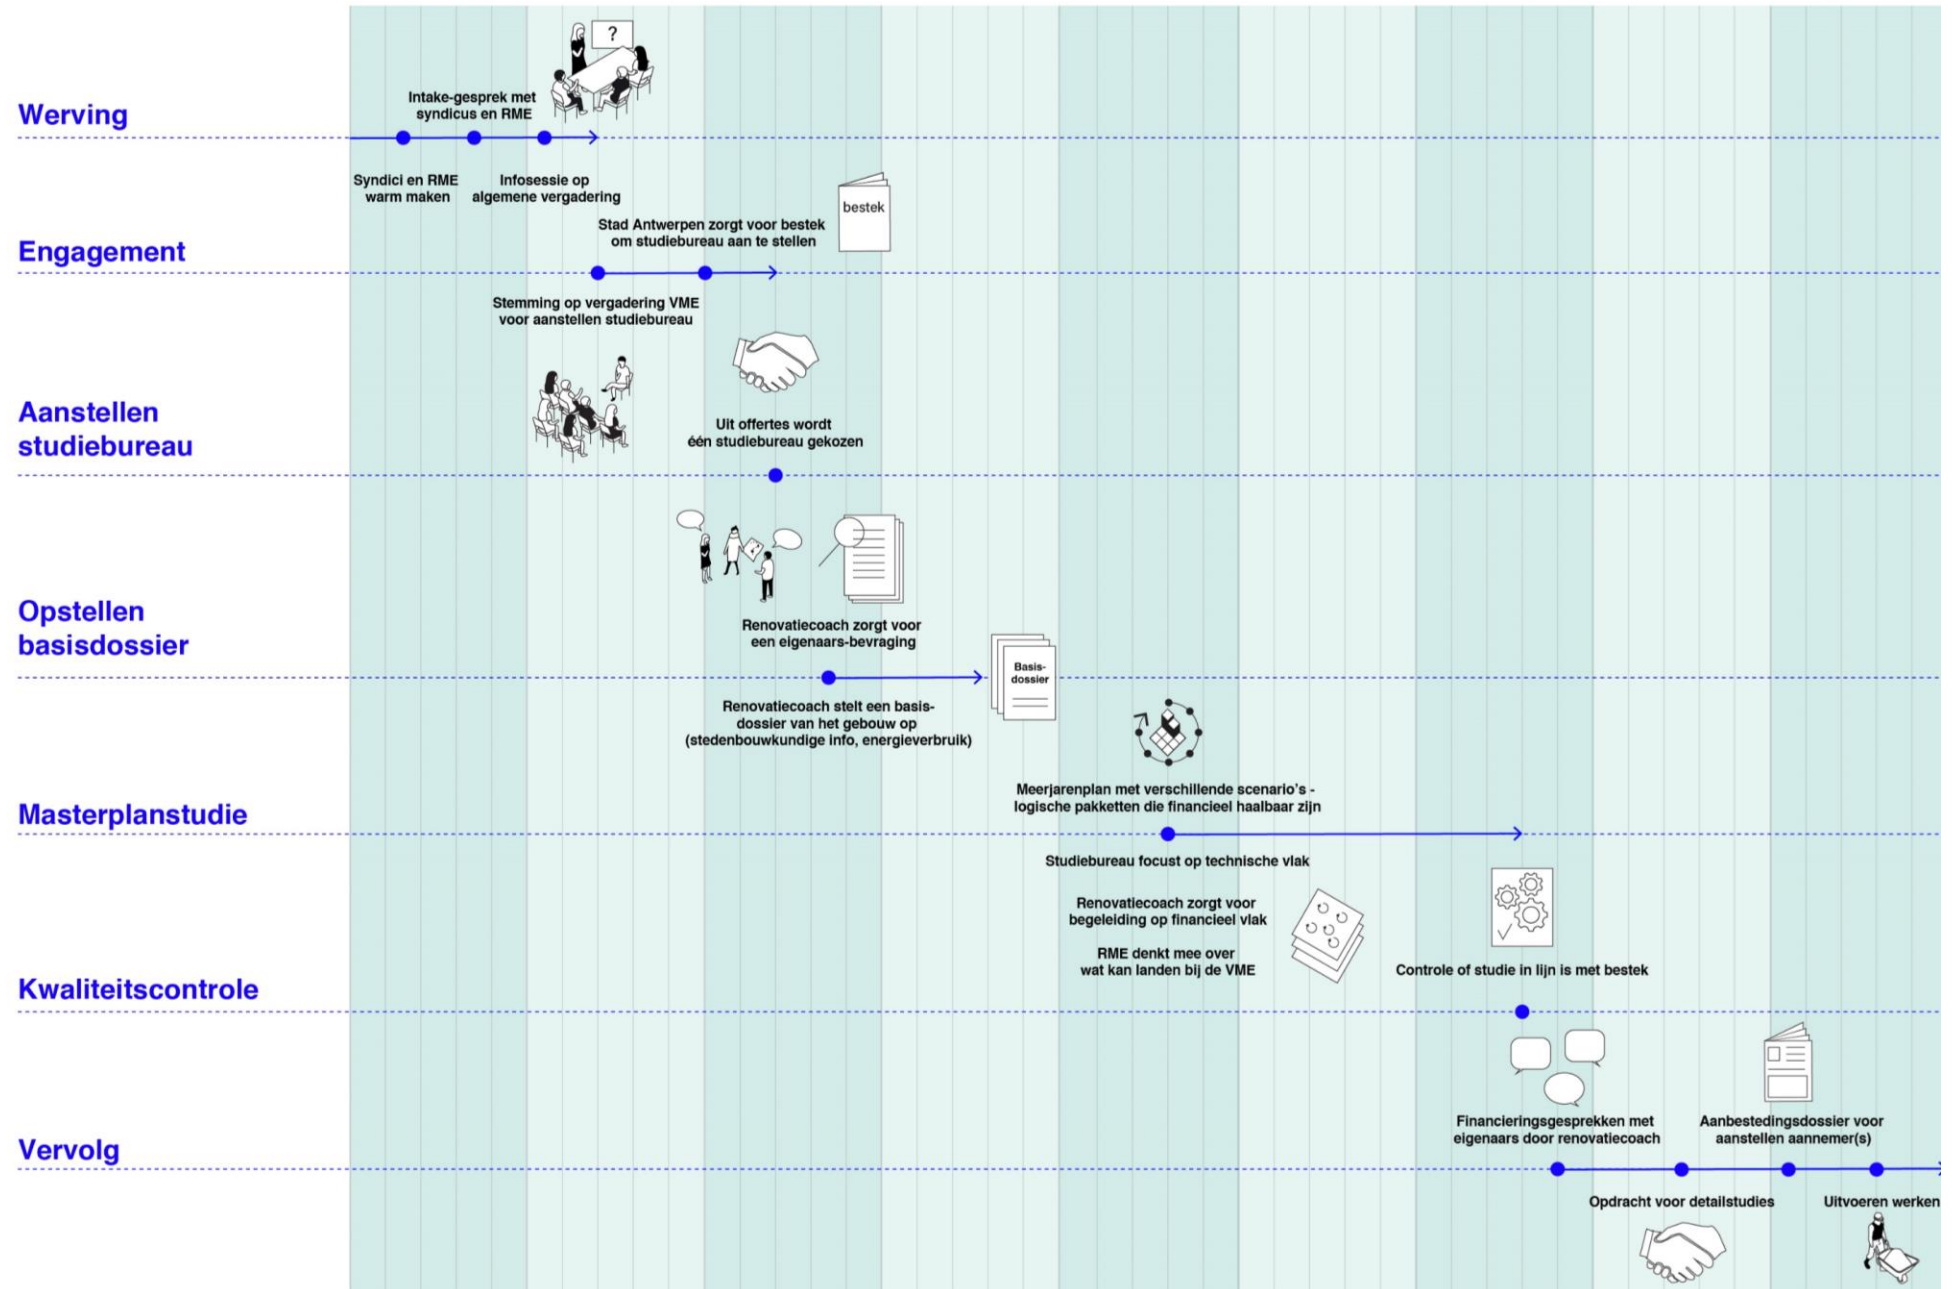 ?
Intake-gesprek met
syndicus en RME
Werving
Syndici en RME
warm maken
Infosessie op
algemene vergadering
bestek
Stad Antwerpen zorgt voor bestek
om studiebureau aan te stellen
Engagement
Stemming op vergadering VME
voor aanstellen studiebureau
Aanstellen
studiebureau
Uit offertes wordt
één studiebureau gekozen
Opstellen
basisdossier
Renovatiecoach zorgt voor
een eigenaars-bevraging
Basis-
dossier
Renovatiecoach stelt een basis-
dossier van het gebouw op
(stedenbouwkundige info, energieverbruik)
Meerjarenplan met verschillende scenario's -
logische pakketten die financieel haalbaar zijn
Masterplanstudie
Studiebureau focust op technische vlak
Renovatiecoach zorgt voor
begeleiding op financieel vlak
RME denkt mee over
wat kan landen bij de VME
Controle of studie in lijn is met bestek
Kwaliteitscontrole
Financieringsgesprekken met
eigenaars door renovatiecoach
Aanbestedingsdossier voor
aanstellen aannemer(s)
Vervolg
Opdracht voor detailstudies
Uitvoeren werken